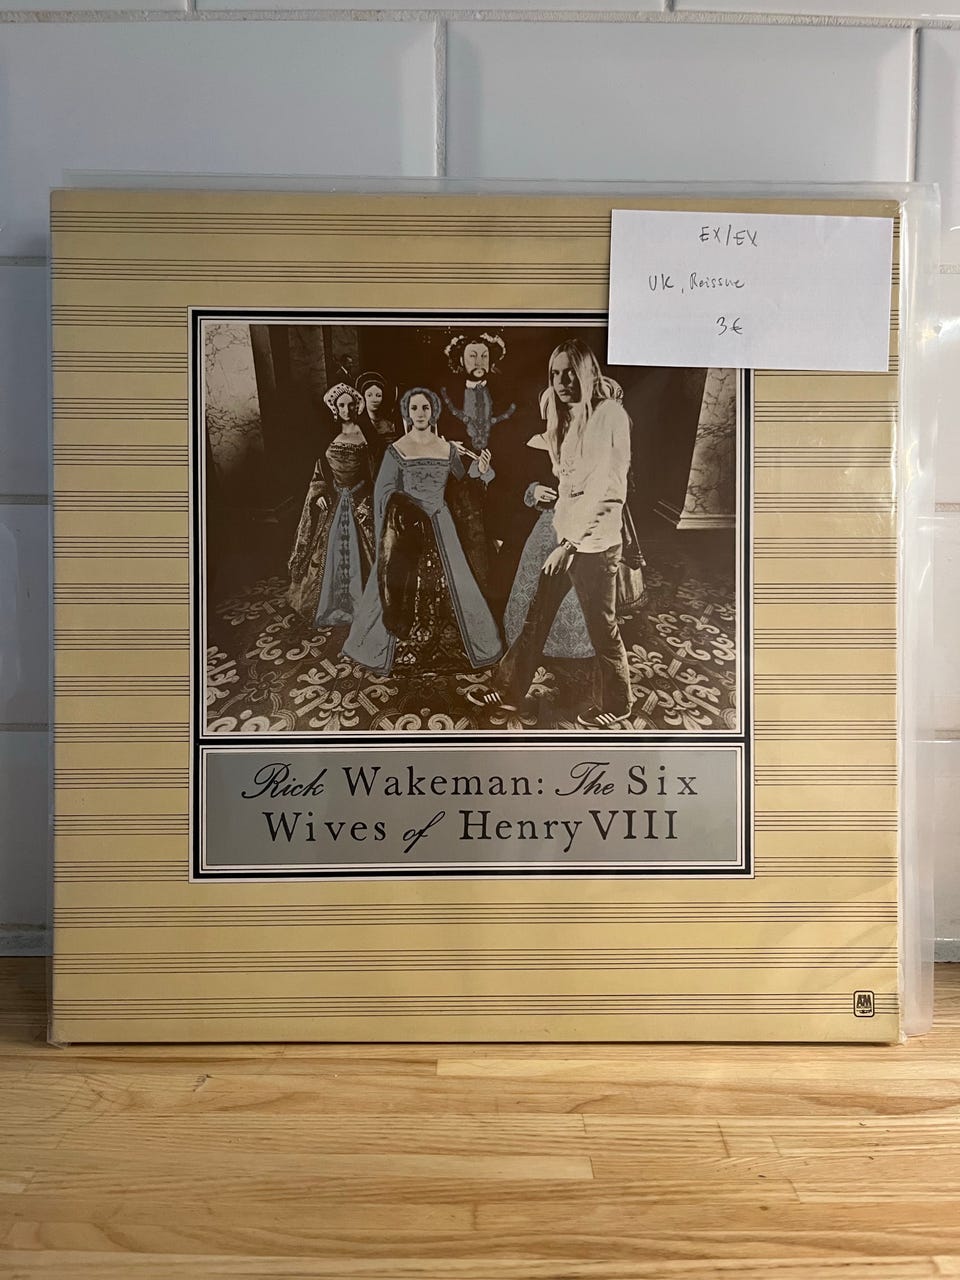 EX/EX
UK, Reissue
3€
Rick Wakeman: The Six
Wives of Henry VIII
A&M